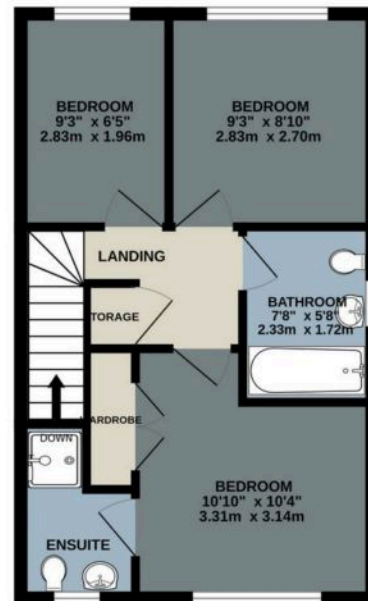 BEDROOM
9'3" x 6'5"
2.83m x 1.96m
BEDROOM
9'3" x 8'10"
2.83m x 2.70m
LANDING
TORAGE
BATHROOM
7'8" x 5'8"
2.33m x 1.72m
ARDROBE
DOWN
BEDROOM
10'10" x 10'4"
3.31m x 3.14m
ENSUITE